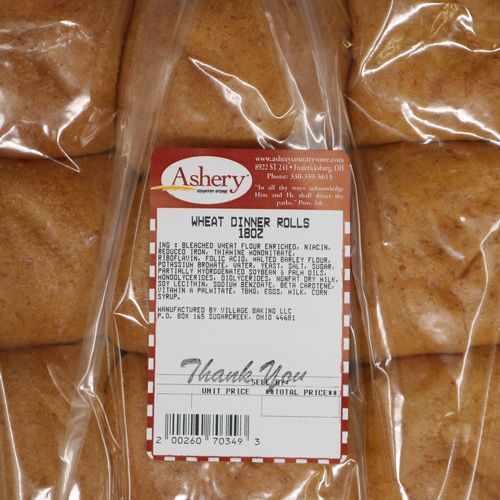 Ashery
COUNTRY STORE
www.asherycountrystore.com
8922 ST 241 • Fredericksburg, OH
Phone: 330-359-5615
"In all thy ways acknowledge
Him and He shall direct thy
paths." Prov. 3:6
WHEAT DINNER ROLLS
18OZ
ING : BLEACHED WHEAT FLOUR ENRICHED, NIACIN,
REDUCED IRON, THIAMINE MONONITRATE,
RIBOFLAVIN, FOLIC ACID, MALTED BARLEY FLOUR,
POTASSIUM BROMATE, WATER, YEAST, SALT, SUGAR,
PARTIALLY HYDROGENATED SOYBEAN & PALM OILS,
MONOGLYCERIDES, DIGLYCERIDES, NONFAT DRY MILK,
SOY LECITHIN, SODIUM BENZOATE, BETA CAROTENE,
VITAMIN A PALMITATE, TBHQ, EGGS, MILK, CORN
SYRUP.
MANUFACTURED BY VILLAGE BAKING LLC
P.O. BOX 165 SUGARCREEK, OHIO 44681
Thank You
SELL BY:
UNIT PRICE *TOTAL PRICE**
2 00260 70349 3